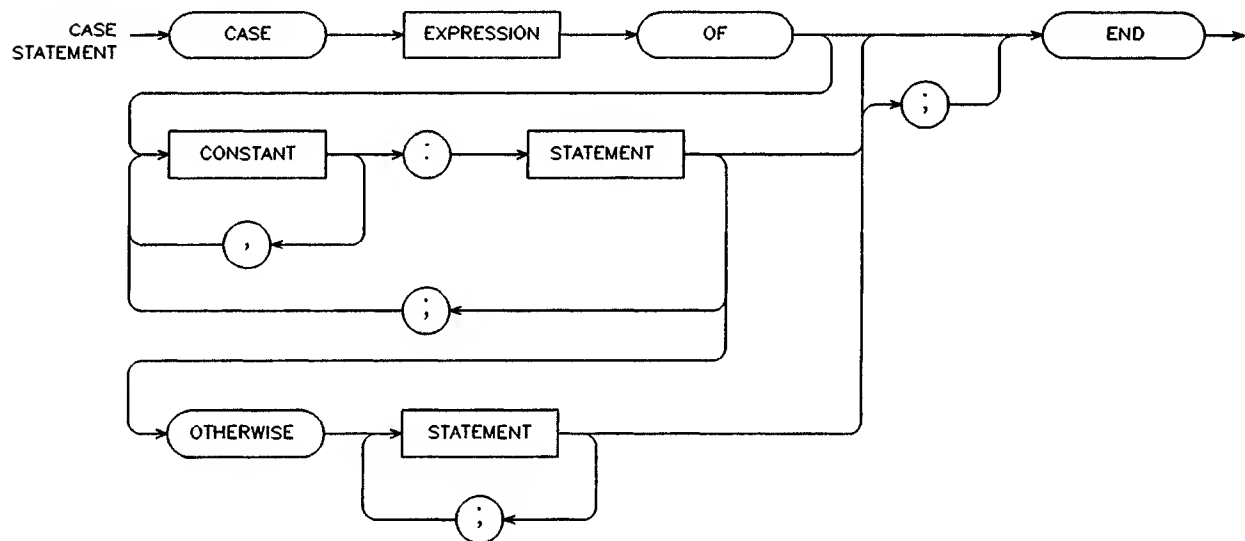 CASE
STATEMENT
CASE
EXPRESSION
OF
END
;
CONSTANT
:
STATEMENT
,
;
OTHERWISE
STATEMENT
;